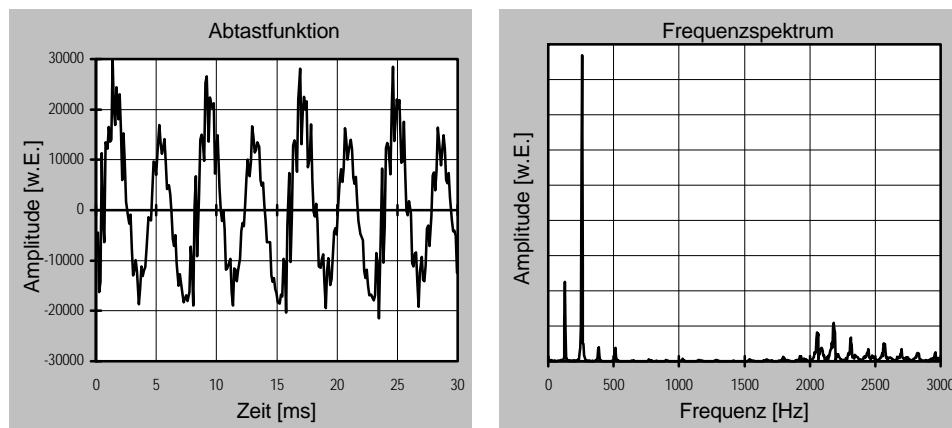 Abtastfunktion
Amplitude [w.E.]
30000
20000
10000
0
-10000
-20000
-30000
0 5 10 15 20 25 30
Zeit [ms]
Frequenzspektrum
Amplitude [w.E.]
0 500 1000 1500 2000 2500 3000
Frequenz [Hz]